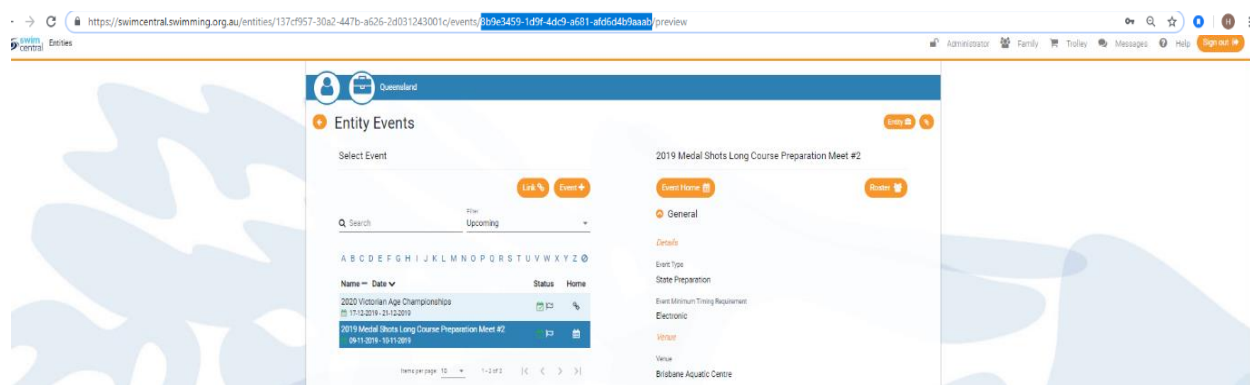 https://swimcentral.swimming.org.au/entities/137cf957-30a2-447b-a626-2d031243001c/events/8b9e3459-1d9f-4dc9-a681-afd6d4b9aaab/preview
H
swim central Entities Administrator Family Trolley Messages Help Sign out
Queensland
Entity Events Entity
Select Event
2019 Medal Shots Long Course Preparation Meet #2
Link Event
Event Home Roster
Search
Filter
Upcoming
General
A B C D E F G H I J K L M N O P Q R S T U V W X Y Z
Details
Event Type
State Preparation
Name Date Status Home
2020 Victorian Age Championships
17-12-2019 - 21-12-2019
Event Minimum Timing Requirement
Electronic
2019 Medal Shots Long Course Preparation Meet #2
09-11-2019 - 10-11-2019
Venue
Venue
Brisbane Aquatic Centre
Items per page 10 1 - 2 of 2